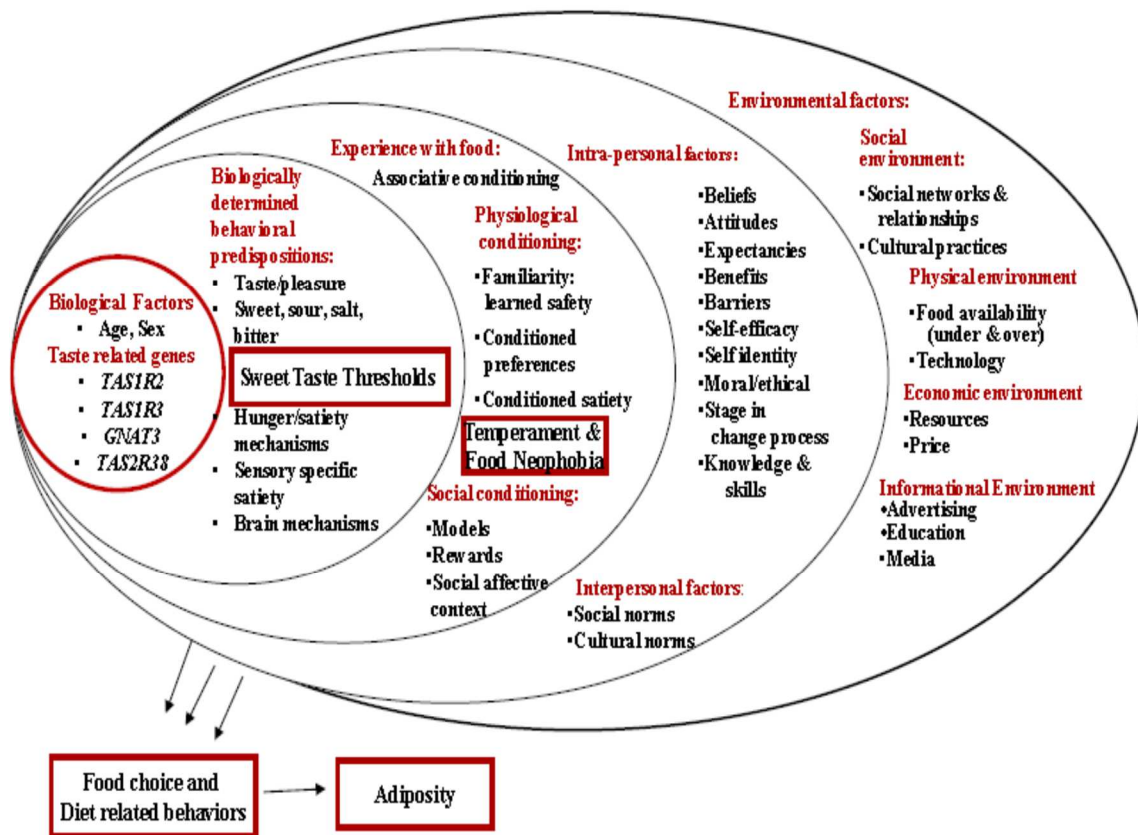 Biological Factors
▪ Age, Sex
Taste related genes
▪ TAS1R2
▪ TAS1R3
▪ GNAT3
▪ TAS2R38
Biologically
determined
behavioral
predispositions:
▪ Taste/pleasure
▪ Sweet, sour, salt,
bitter
Sweet Taste Thresholds
▪ Hunger/satiety
mechanisms
▪ Sensory specific
satiety
▪ Brain mechanisms
Experience with food:
Associative conditioning
Physiological
conditioning:
▪ Familiarity:
learned safety
▪ Conditioned
preferences
▪ Conditioned satiety
Temperament &
Food Neophobia
Social conditioning:
▪Models
▪Rewards
▪Social affective
context
Intra-personal factors:
▪Beliefs
▪Attitudes
▪Expectancies
▪Benefits
▪Barriers
▪Self-efficacy
▪Self identity
▪Moral/ethical
▪Stage in
change process
▪Knowledge &
skills
Interpersonal factors:
▪Social norms
▪Cultural norms
Environmental factors:
Social
environment:
▪Social networks &
relationships
▪Cultural practices
Physical environment
▪Food availability
(under & over)
▪Technology
Economic environment
▪Resources
▪Price
Informational Environment
•Advertising
•Education
▪Media
Food choice and
Diet related behaviors
Adiposity